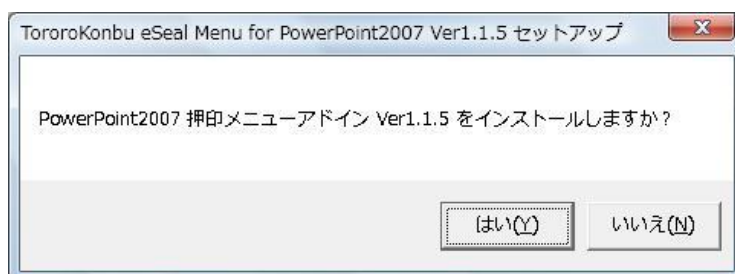 TororoKonbu eSeal Menu for PowerPoint2007 Ver1.1.5 セットアップ
PowerPoint2007 押印メニューアドイン Ver1.1.5 をインストールしますか？
はい(Y)
いいえ(N)